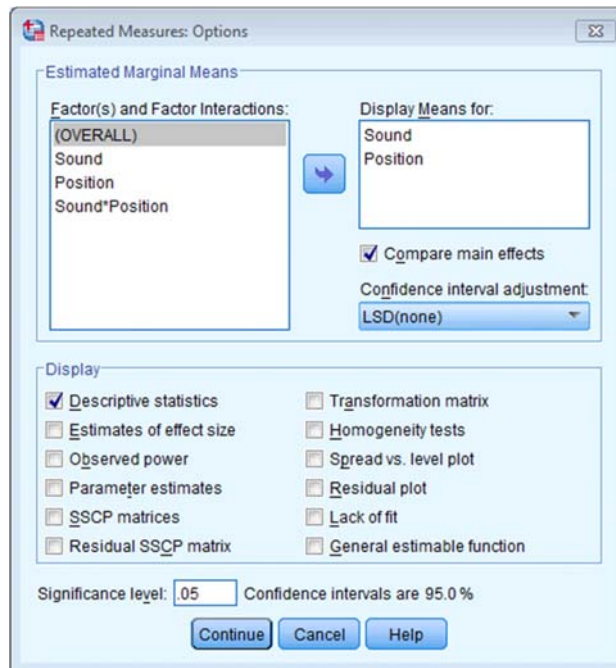 Repeated Measures: Options
Estimated Marginal Means
Factor(s) and Factor Interactions:
(OVERALL)
Sound
Position
Sound*Position
Display Means for:
Sound
Position
Compare main effects
Confidence interval adjustment:
LSD(none)
Display
Descriptive statistics
Transformation matrix
Estimates of effect size
Homogeneity tests
Observed power
Spread vs. level plot
Parameter estimates
Residual plot
SSCP matrices
Lack of fit
Residual SSCP matrix
General estimable function
Significance level: .05 Confidence intervals are 95.0 %
Continue Cancel Help